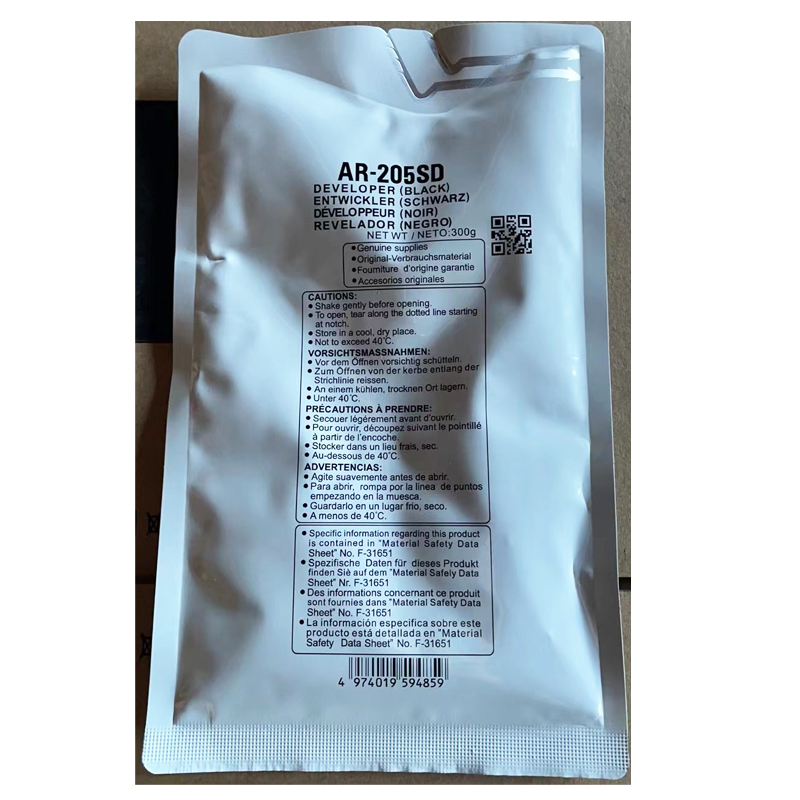 AR-205SD
DEVELOPER (BLACK)
ENTWICKLER (SCHWARZ)
DÉVELOPPEUR (NOIR)
REVELADOR (NEGRO)
NET WT / NETO:300g
•Genuine supplies
•Original-Verbrauchsmaterial
•Fourniture d'origine garantie
•Accesorios originales
CAUTIONS:
• Shake gently before opening.
• To open, tear along the dotted line starting
at notch.
• Store in a cool, dry place.
• Not to exceed 40°C.
VORSICHTSMASSNAHMEN:
• Vor dem Öffnen vorsichtig schütteln.
• Zum Öffnen von der kerbe entlang der
Strichlinie reissen.
• An einem kühlen, trocknen Ort lagern.
• Unter 40°C.
PRÉCAUTIONS À PRENDRE:
• Secouer légérement avant d'ouvrir.
• Pour ouvrir, découpez suivant le pointillé
à partir de l'encoche.
• Stocker dans un lieu frais, sec.
• Au-dessous de 40°C.
ADVERTENCIAS:
• Agite suavemente antes de abrir.
• Para abrir, rompa por la linea de puntos
empezando en la muesca.
• Guardarlo en un lugar frio, seco.
• A menos de 40°C.
• Specific information regarding this product
is contained in "Material Safety Data
Sheet" No. F-31651
• Spezifische Daten für dieses Produkt
finden Siè auf dem "Material Safely Data
Sheet" Nr. F-31651
• Des informations concernant ce produit
sont fournies dans "Material Safety Data
Sheet" No. F-31651
• La información especifica sobre este
producto está detallada en "Material
Safety Data Sheet" No. F-31651
4 974019 594859